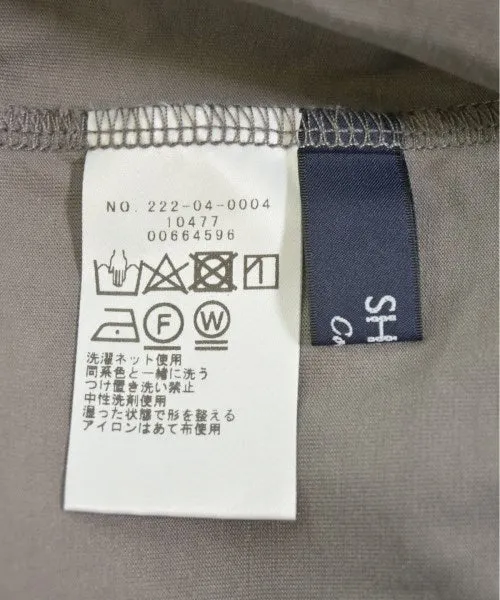 NO. 222-04-0004
10477
00664596
F
W
洗濯ネット使用
同系色と一緒に洗う
つけ置き洗い禁止
中性洗剤使用
湿った状態で形を整える
アイロンはあて布使用
SH